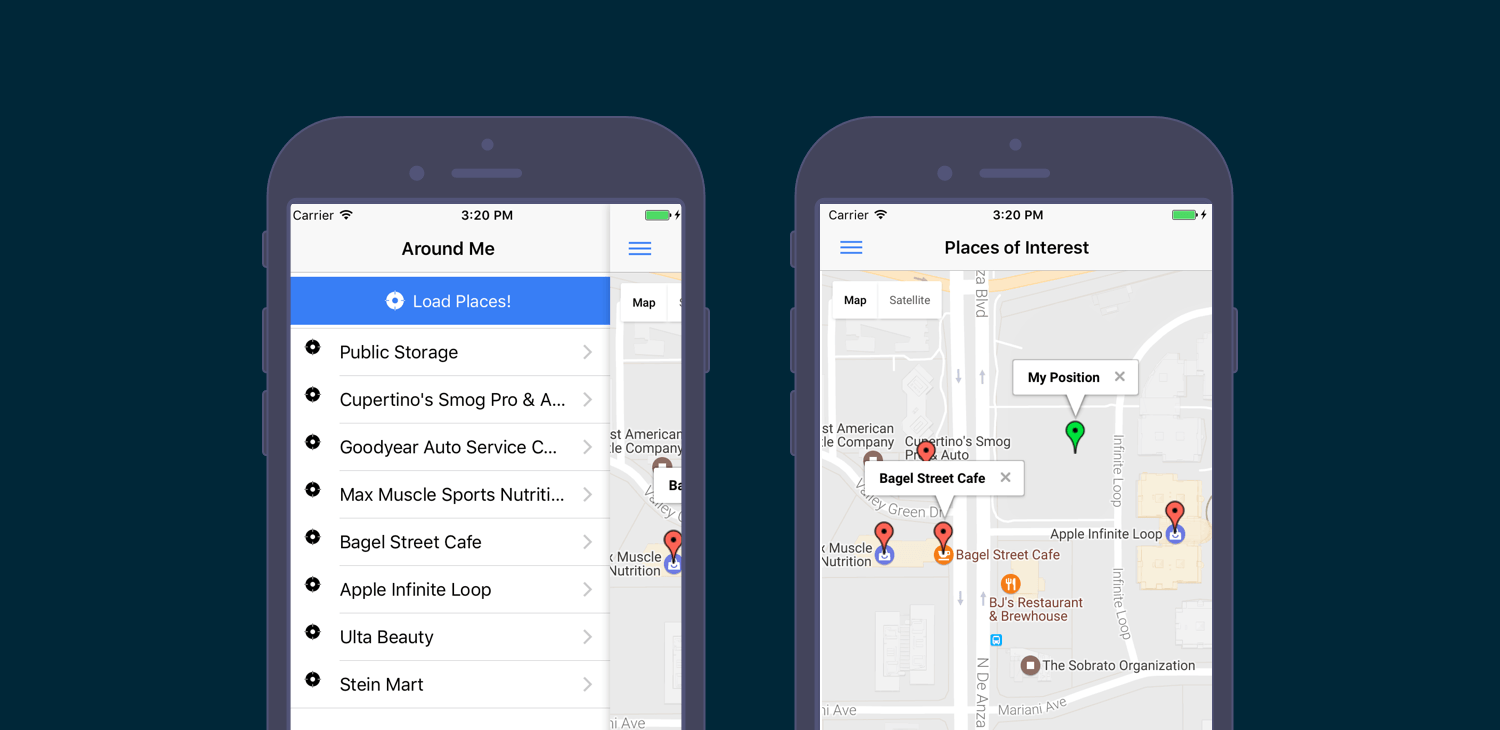 Carrier
3:20 PM
Around Me
Load Places!
Map
Public Storage
Cupertino's Smog Pro & A...
Goodyear Auto Service C...
Max Muscle Sports Nutriti...
Bagel Street Cafe
Apple Infinite Loop
Ulta Beauty
Stein Mart
st American
tle Company
Ba
Valley G
x Muscle
Nutrition
ni Ave
Carrier
3:20 PM
Places of Interest
Map
Satellite
za Blvd
My Position
st American
tle Company
Cupertino's Smog
Pro & Auto
Bagel Street Cafe
Valley Green Dr
Infinite Loop
Apple Infinite Loop
x Muscle
Nutrition
Bagel Street Cafe
BJ's Restaurant
& Brewhouse
Infinite Loop
The Sobrato Organization
N De Anza
Mariani Ave
ni Ave